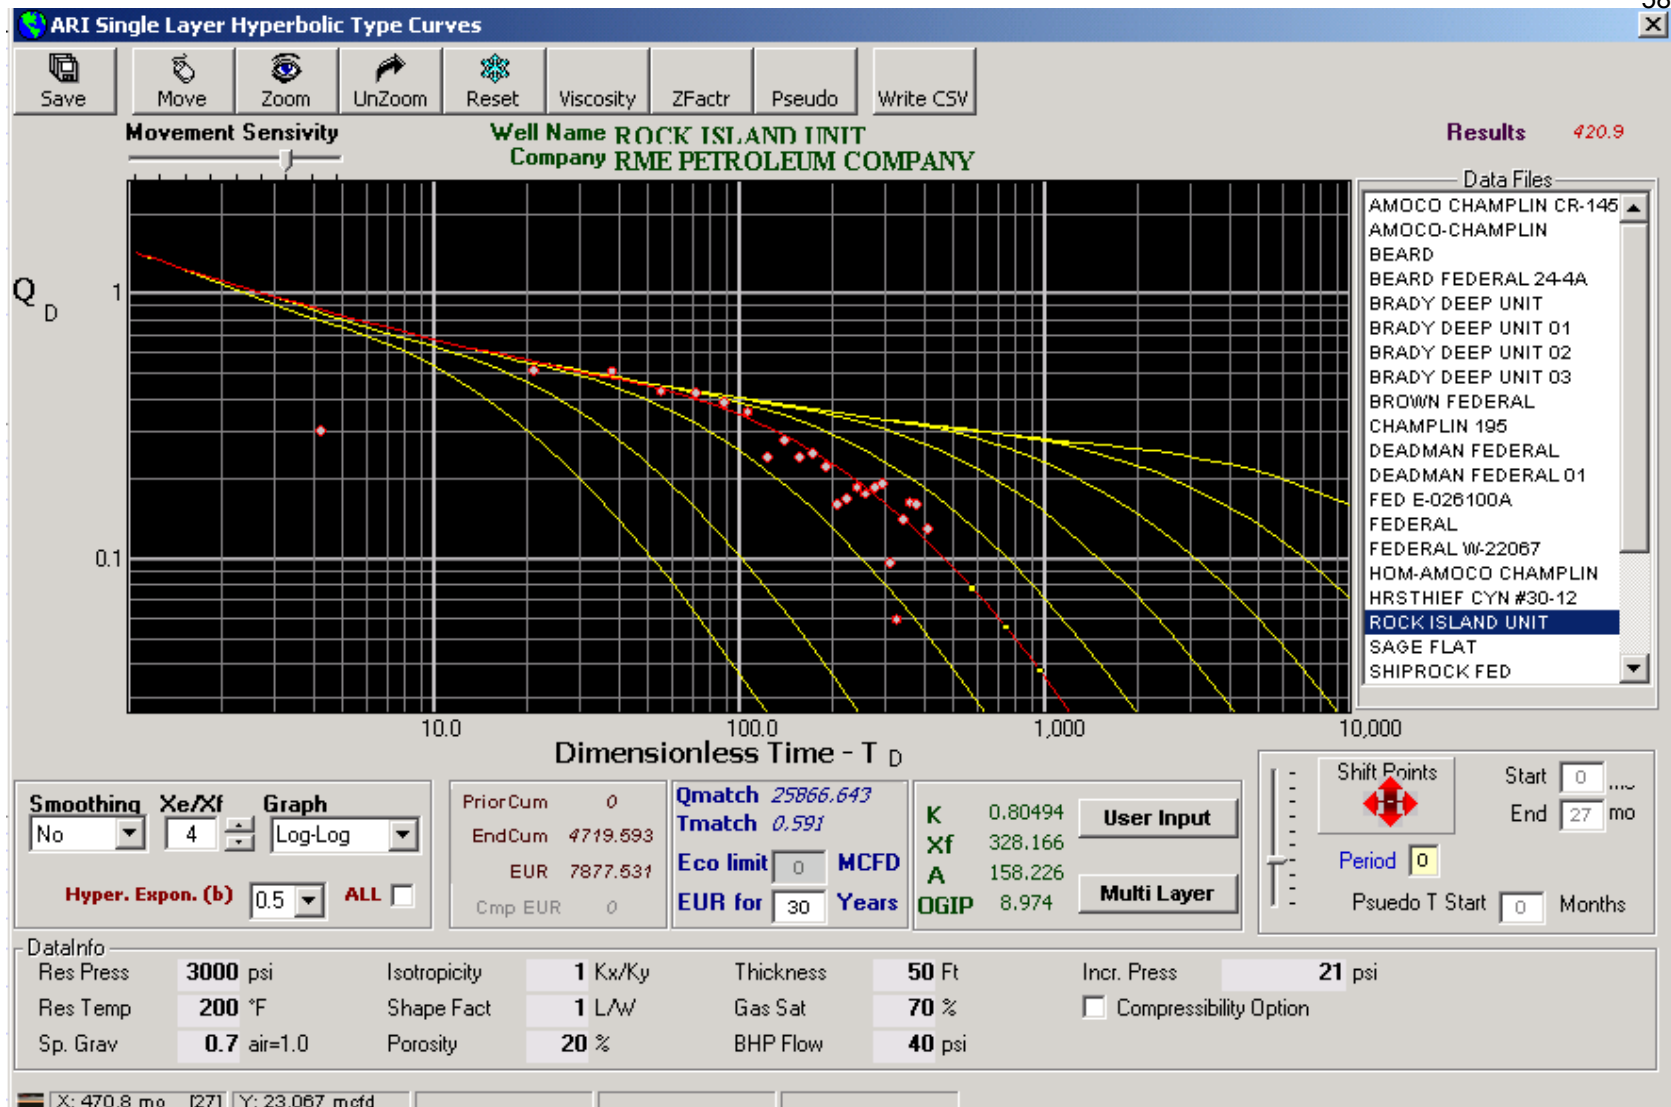 58
ARI Single Layer Hyperbolic Type Curves
Save Move Zoom UnZoom Reset Viscosity ZFactr Pseudo Write CSV
Movement Sensivity
Well Name ROCK ISLAND UNIT
Company RME PETROLEUM COMPANY
Results 420.9
Data Files
AMOCO CHAMPLIN CR-145
AMOCO-CHAMPLIN
BEARD
BEARD FEDERAL 24-4A
BRADY DEEP UNIT
BRADY DEEP UNIT 01
BRADY DEEP UNIT 02
BRADY DEEP UNIT 03
BROWN FEDERAL
CHAMPLIN 195
DEADMAN FEDERAL
DEADMAN FEDERAL 01
FED E-026100A
FEDERAL
FEDERAL W-22067
HOM-AMOCO CHAMPLIN
HRSTHIEF CYN #30-12
ROCK ISLAND UNIT
SAGE FLAT
SHIPROCK FED
Q D
1
0.1
10.0 100.0 1,000 10,000
Dimensionless Time - T D
Smoothing Xe/Xf Graph
No 4 Log-Log
Hyper. Expon. (b) 0.5 ALL
PriorCum 0
EndCum 4719.593
EUR 7877.531
Cmp EUR 0
Qmatch 25866.643
Tmatch 0.591
Eco limit 0 MCFD
EUR for 30 Years
K 0.80494
Xf 328.166
A 158.226
OGIP 8.974
User Input
Multi Layer
Shift Points
Start 0
End 27 mo
Period 0
Psuedo T Start 0 Months
DataInfo
Res Press 3000 psi Isotropicity 1 Kx/Ky Thickness 50 Ft Incr. Press 21 psi
Res Temp 200 °F Shape Fact 1 L/W Gas Sat 70 % Compressibility Option
Sp. Grav 0.7 air=1.0 Porosity 20 % BHP Flow 40 psi
X: 470.8 mo [27] Y: 23.067 mcfd